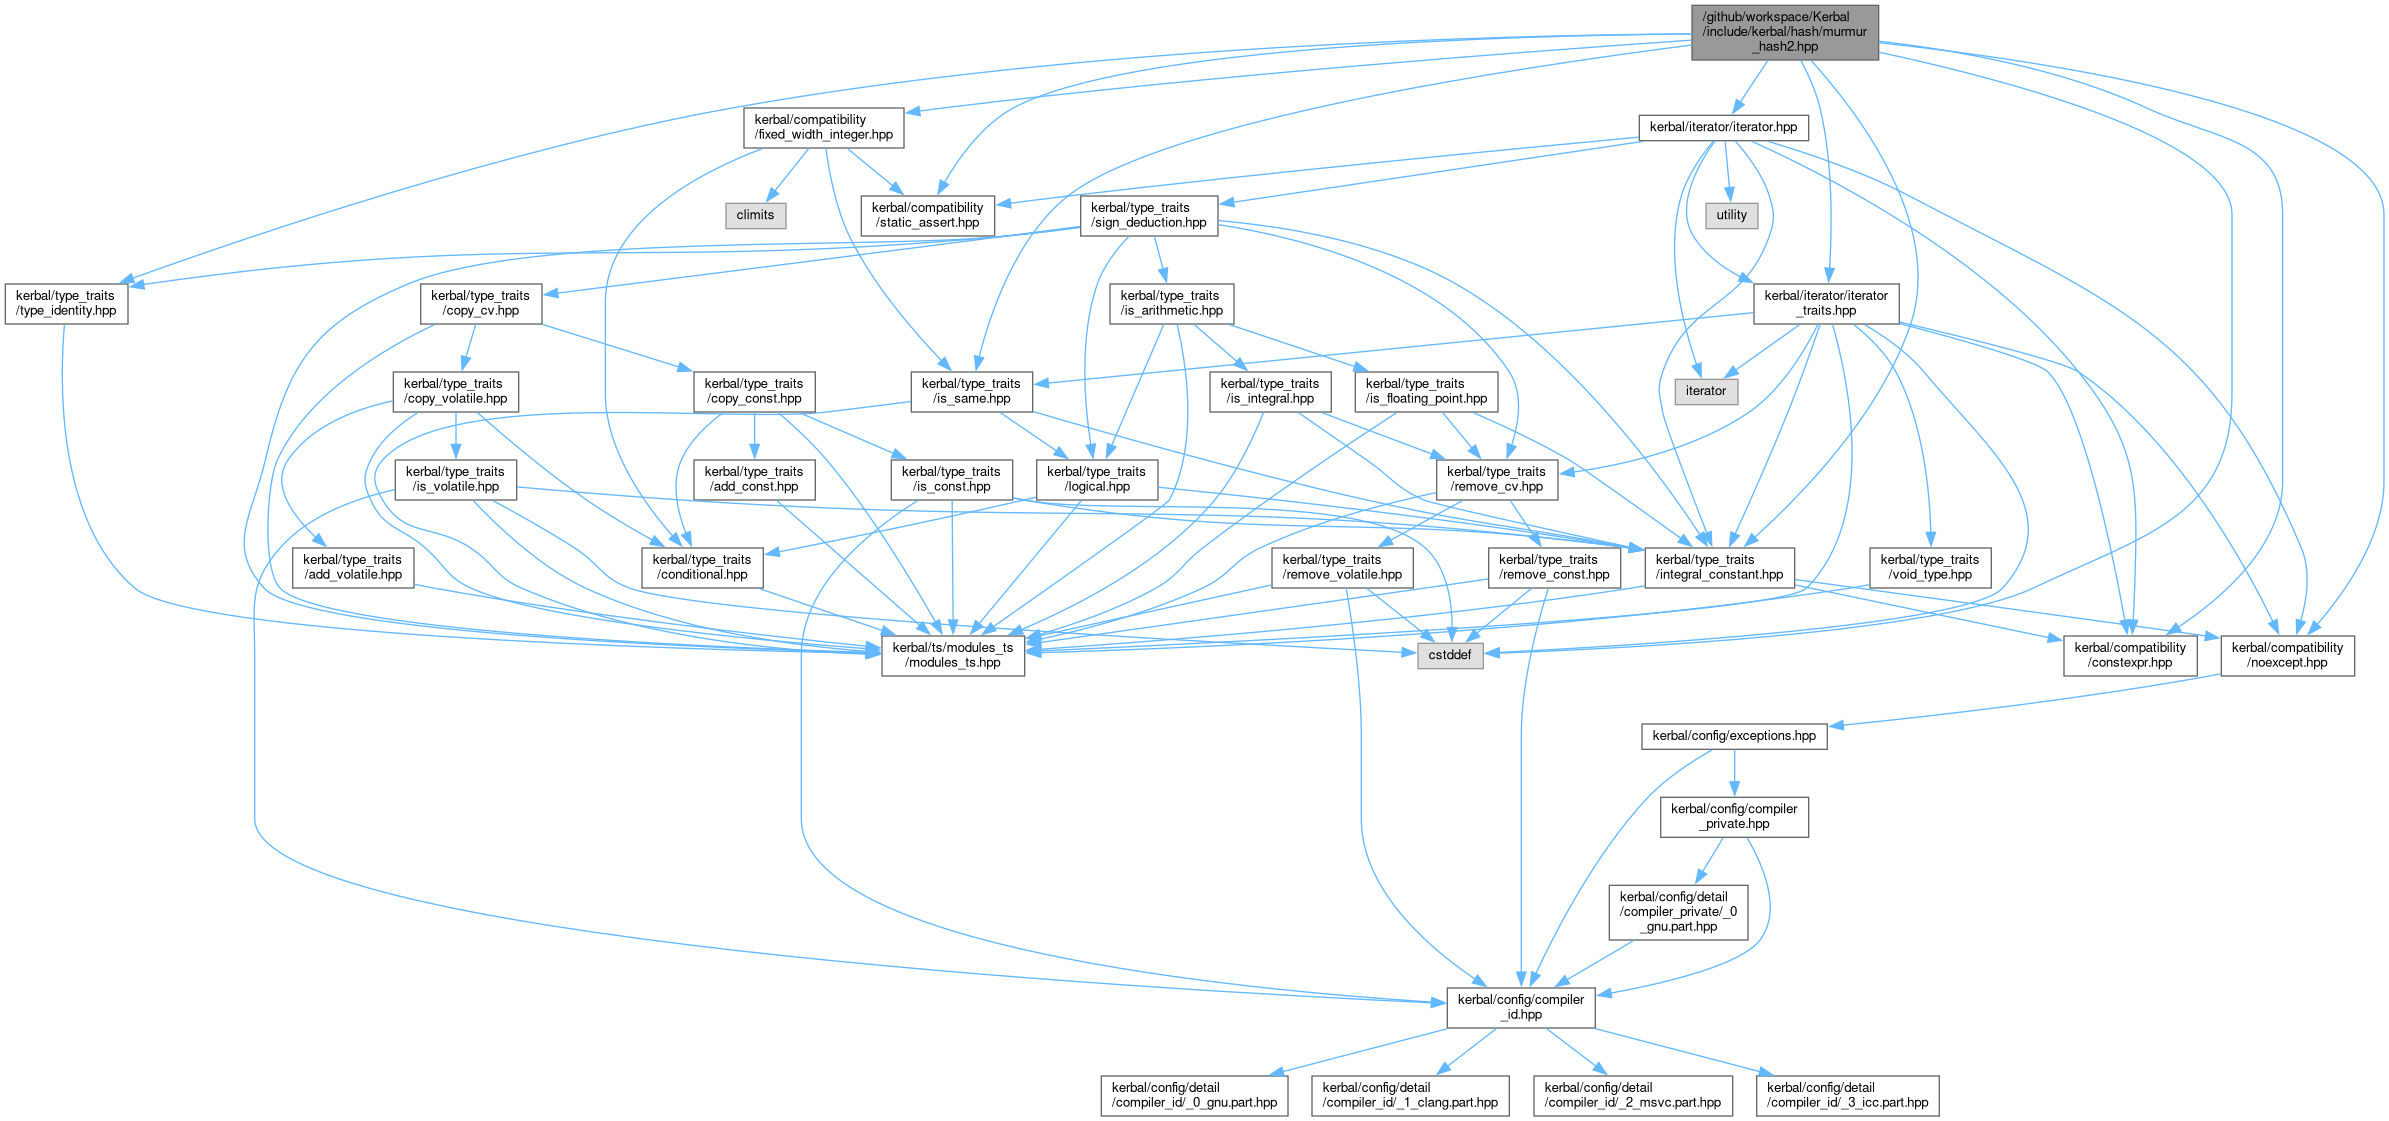 /github/workspace/Kerbal
/include/kerbal/hash/murmur
_hash2.hpp
kerbal/compatibility
/fixed_width_integer.hpp
kerbal/iterator/iterator.hpp
climits
kerbal/compatibility
/static_assert.hpp
kerbal/type_traits
/sign_deduction.hpp
utility
kerbal/type_traits
/type_identity.hpp
kerbal/type_traits
/copy_cv.hpp
kerbal/type_traits
/is_arithmetic.hpp
kerbal/iterator/iterator
_traits.hpp
kerbal/type_traits
/copy_volatile.hpp
kerbal/type_traits
/copy_const.hpp
kerbal/type_traits
/is_same.hpp
kerbal/type_traits
/is_integral.hpp
kerbal/type_traits
/is_floating_point.hpp
iterator
kerbal/type_traits
/is_volatile.hpp
kerbal/type_traits
/add_const.hpp
kerbal/type_traits
/is_const.hpp
kerbal/type_traits
/logical.hpp
kerbal/type_traits
/remove_cv.hpp
kerbal/type_traits
/add_volatile.hpp
kerbal/type_traits
/conditional.hpp
kerbal/type_traits
/remove_volatile.hpp
kerbal/type_traits
/remove_const.hpp
kerbal/type_traits
/integral_constant.hpp
kerbal/type_traits
/void_type.hpp
kerbal/ts/modules_ts
/modules_ts.hpp
cstddef
kerbal/compatibility
/constexpr.hpp
kerbal/compatibility
/noexcept.hpp
kerbal/config/exceptions.hpp
kerbal/config/compiler
_private.hpp
kerbal/config/detail
/compiler_private/_0
_gnu.part.hpp
kerbal/config/compiler
_id.hpp
kerbal/config/detail
/compiler_id/_0_gnu.part.hpp
kerbal/config/detail
/compiler_id/_1_clang.part.hpp
kerbal/config/detail
/compiler_id/_2_msvc.part.hpp
kerbal/config/detail
/compiler_id/_3_icc.part.hpp